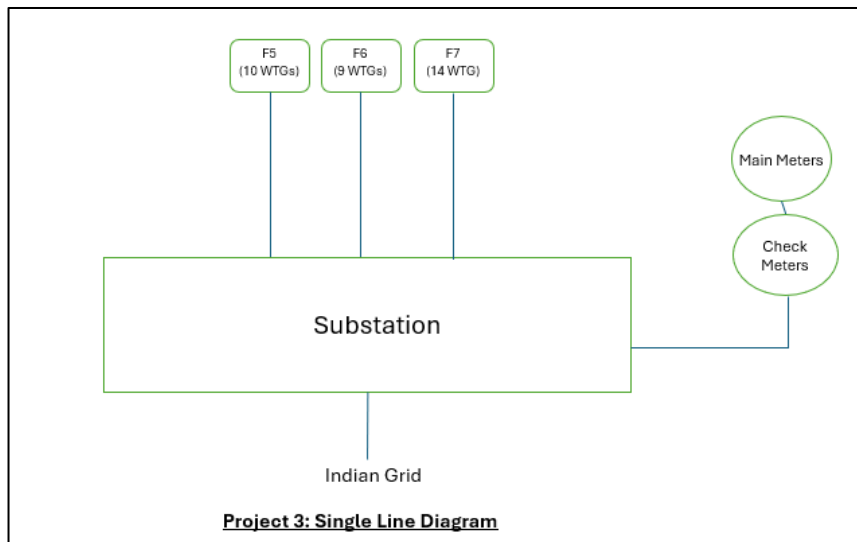 F5
(10 WTGs)
F6
(9 WTGs)
F7
(14 WTG)
Main Meters
Check
Meters
Substation
Indian Grid
Project 3: Single Line Diagram